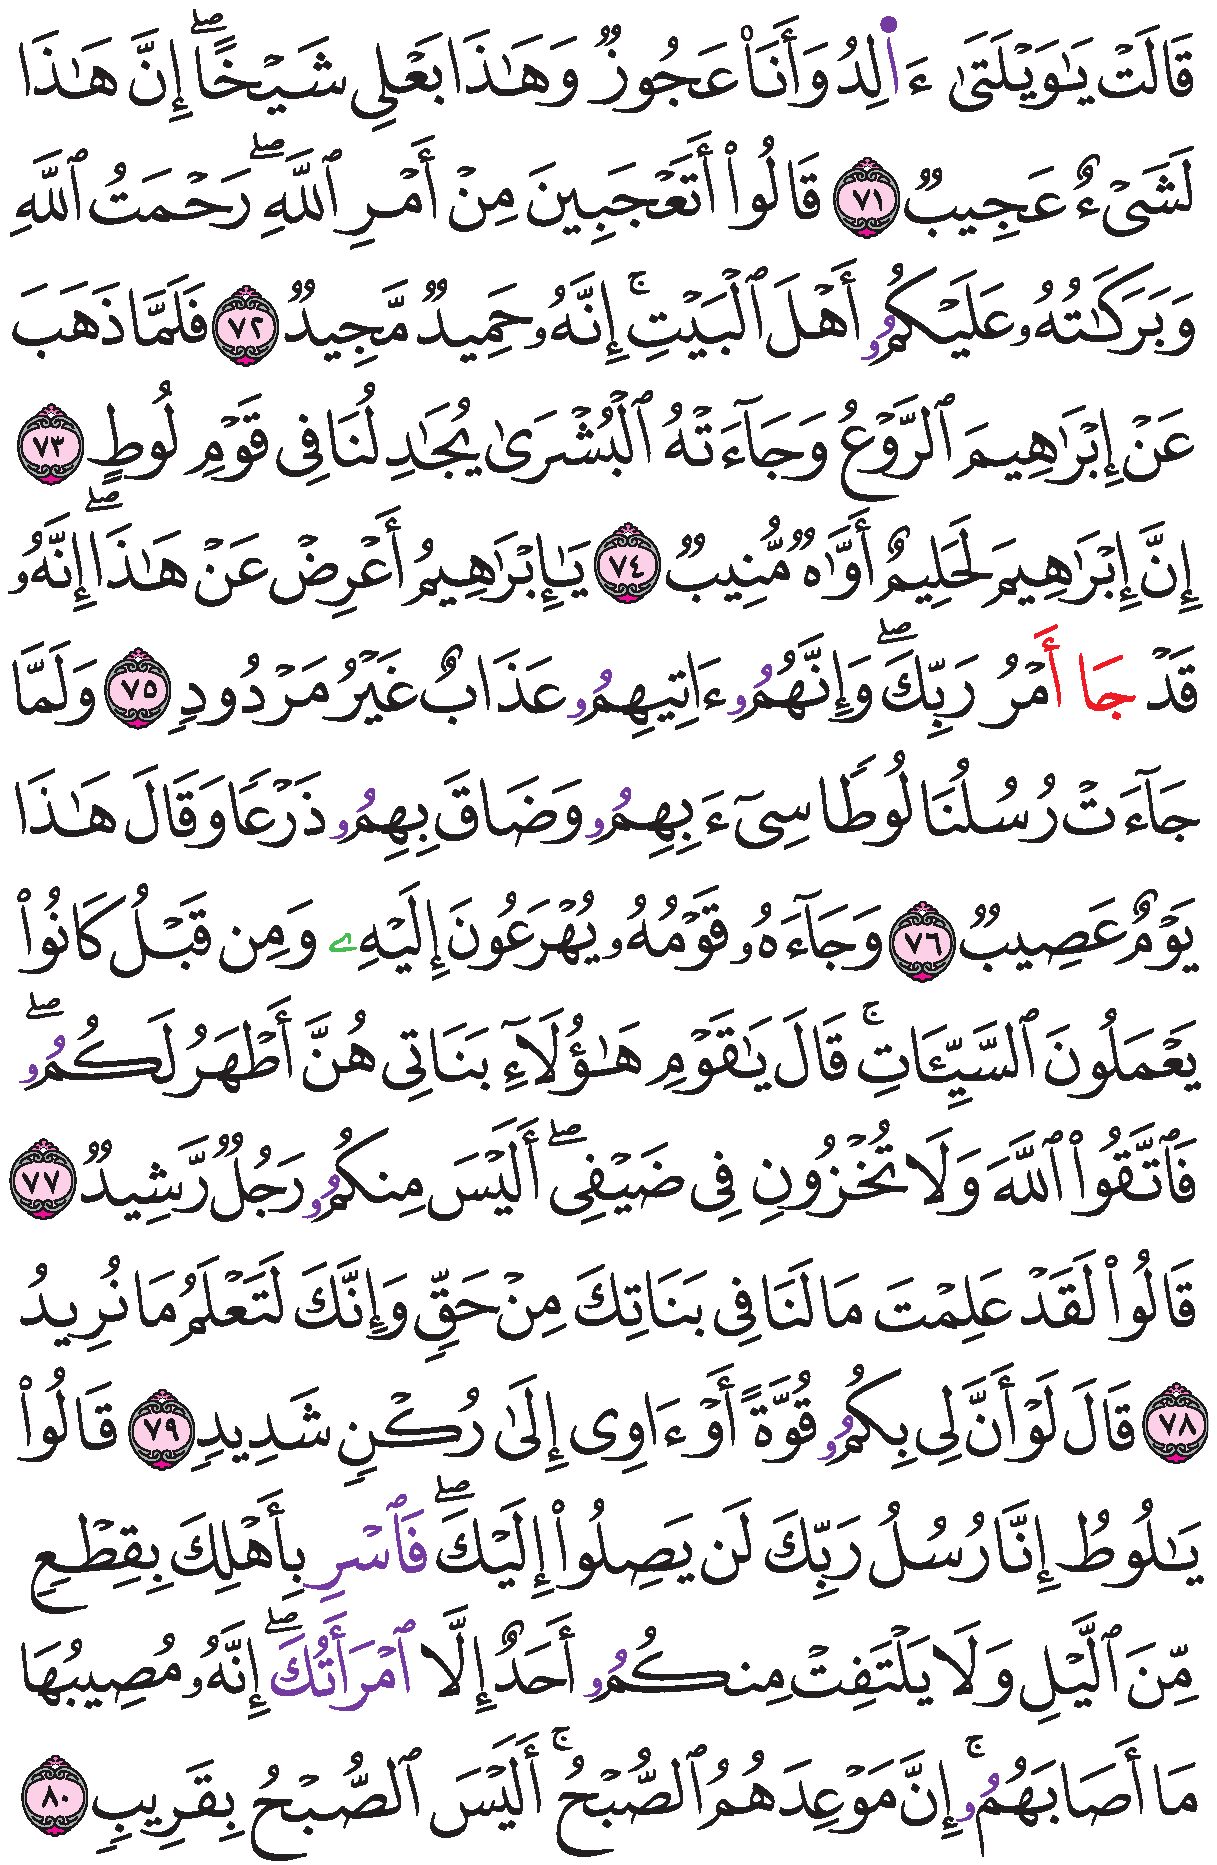 قَالَتْ يَٰوَيْلَتَىٰ ءَا۬لِدُ وَأَنَا۠ عَجُوزٌ وَهَٰذَا بَعْلِي شَيْخًاۖ إِنَّ هَٰذَا
لَشَيْءٌ عَجِيبٌ ٧١ قَالُوٓا۟ أَتَعْجَبِينَ مِنْ أَمْرِ ٱللَّهِۖ رَحْمَتُ ٱللَّهِ
وَبَرَكَٰتُهُۥ عَلَيْكُمُۥ أَهْلَ ٱلْبَيْتِۚ إِنَّهُۥ حَمِيدٌ مَّجِيدٌ ٧٢ فَلَمَّا ذَهَبَ
عَنْ إِبْرَٰهِيمَ ٱلرَّوْعُ وَجَآءَتْهُ ٱلْبُشْرَىٰ يُجَٰدِلُنَا فِي قَوْمِ لُوطٍ ٧٣
إِنَّ إِبْرَٰهِيمَ لَحَلِيمٌ أَوَّٰهٌ مُّنِيبٌ ٧٤ يَٰإِبْرَٰهِيمُ أَعْرِضْ عَنْ هَٰذَاۖ إِنَّهُۥ
قَدْ جَا أَمْرُ رَبِّكَۖ وَإِنَّهُمُۥ ءَاتِيهِمُۥ عَذَابٌ غَيْرُ مَرْدُودٍ ٧٥ وَلَمَّا
جَآءَتْ رُسُلُنَا لُوطًا سِيٓءَ بِهِمُۥ وَضَاقَ بِهِمُۥ ذَرْعًا وَقَالَ هَٰذَا
يَوْمٌ عَصِيبٌ ٧٦ وَجَآءَهُۥ قَوْمُهُۥ يُهْرَعُونَ إِلَيْهِۦ وَمِن قَبْلُ كَانُوا۟
يَعْمَلُونَ ٱلسَّيِّـَٔاتِۚ قَالَ يَٰقَوْمِ هَٰؤُلَآءِ بَنَاتِي هُنَّ أَطْهَرُ لَكُمُۥۖ
فَٱتَّقُوا۟ ٱللَّهَ وَلَا تُخْزُونِ فِي ضَيْفِيۖ أَلَيْسَ مِنكُمُۥ رَجُلٌ رَّشِيدٌ ٧٧
قَالُوا۟ لَقَدْ عَلِمْتَ مَا لَنَا فِي بَنَاتِكَ مِنْ حَقٍّ وَإِنَّكَ لَتَعْلَمُ مَا نُرِيدُ
٧٨ قَالَ لَوْ أَنَّ لِي بِكُمُۥ قُوَّةً أَوْ ءَاوِي إِلَىٰ رُكْنٍ شَدِيدٍ ٧٩ قَالُوا۟
يَٰلُوطُ إِنَّا رُسُلُ رَبِّكَ لَن يَصِلُوا۟ إِلَيْكَۖ فَٱسْرِ بِأَهْلِكَ بِقِطْعٍ
مِّنَ ٱلَّيْلِ وَلَا يَلْتَفِتْ مِنكُمُۥ أَحَدٌ إِلَّا ٱمْرَأَتُكَۖ إِنَّهُۥ مُصِيبُهَا
مَا أَصَابَهُمُۥۚ إِنَّ مَوْعِدَهُمُ ٱلصُّبْحُۚ أَلَيْسَ ٱلصُّبْحُ بِقَرِيبٍ ٨٠